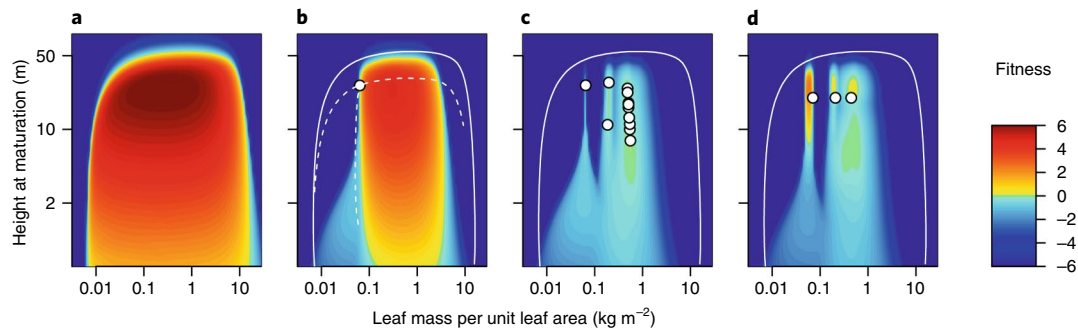 a b c d
Height at maturation (m)
50
10
2
0.01 0.1 1 10
0.01 0.1 1 10
0.01 0.1 1 10
0.01 0.1 1 10
Leaf mass per unit leaf area (kg m⁻²)
Fitness
6
4
2
0
−2
−4
−6